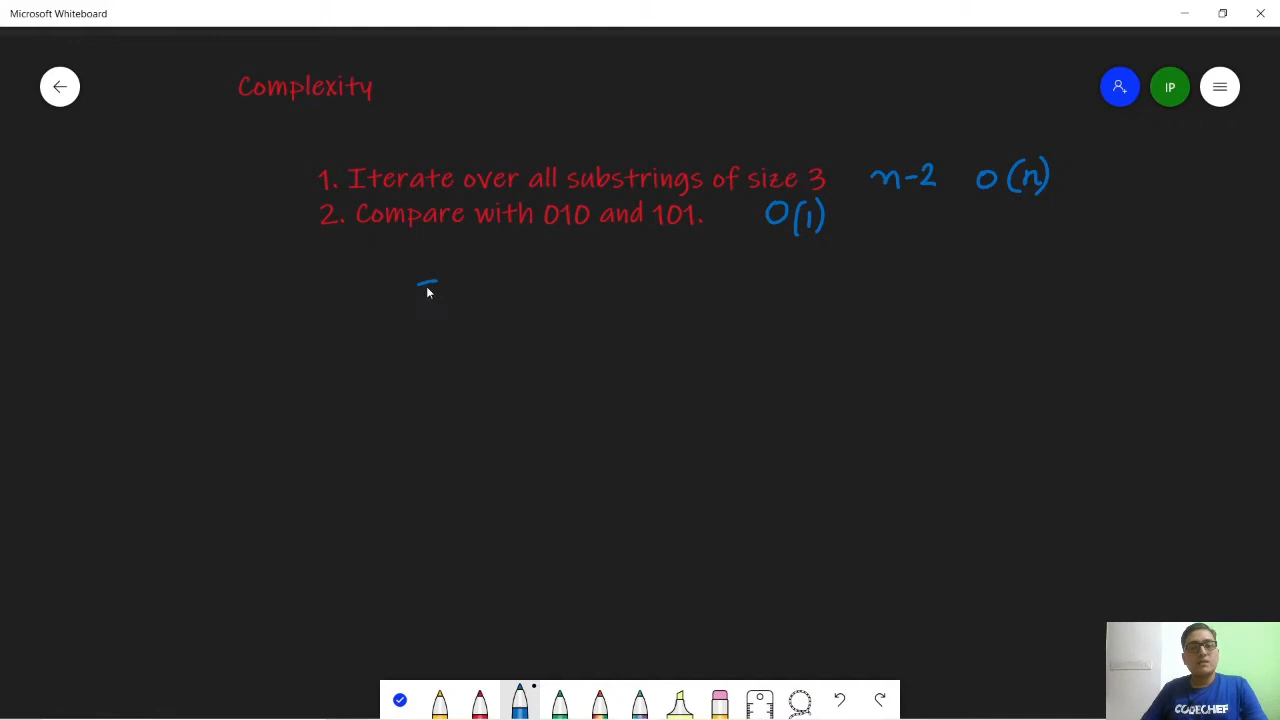 Microsoft Whiteboard
Complexity
IP
1. Iterate over all substrings of size 3 n-2 O(n)
2. Compare with 010 and 101. O(1)
CODECHEF